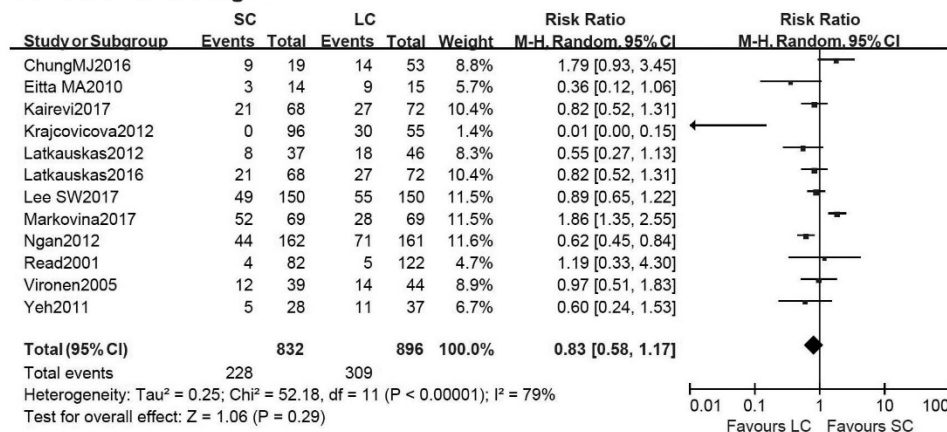 SC LC Risk Ratio Risk Ratio
Study or Subgroup Events Total Events Total Weight M-H. Random. 95% CI M-H. Random. 95% CI
ChungMJ2016 9 19 14 53 8.8% 1.79 [0.93, 3.45]
Eitta MA2010 3 14 9 15 5.7% 0.36 [0.12, 1.06]
Kairevi2017 21 68 27 72 10.4% 0.82 [0.52, 1.31]
Krajcovicova2012 0 96 30 55 1.4% 0.01 [0.00, 0.15]
Latkauskas2012 8 37 18 46 8.3% 0.55 [0.27, 1.13]
Latkauskas2016 21 68 27 72 10.4% 0.82 [0.52, 1.31]
Lee SW2017 49 150 55 150 11.5% 0.89 [0.65, 1.22]
Markovina2017 52 69 28 69 11.5% 1.86 [1.35, 2.55]
Ngan2012 44 162 71 161 11.6% 0.62 [0.45, 0.84]
Read2001 4 82 5 122 4.7% 1.19 [0.33, 4.30]
Vironen2005 12 39 14 44 8.9% 0.97 [0.51, 1.83]
Yeh2011 5 28 11 37 6.7% 0.60 [0.24, 1.53]
Total (95% CI) 832 896 100.0% 0.83 [0.58, 1.17]
Total events 228 309
Heterogeneity: Tau² = 0.25; Chi² = 52.18, df = 11 (P < 0.00001); I² = 79%
Test for overall effect: Z = 1.06 (P = 0.29)
0.01 0.1 1 10 100
Favours LC Favours SC